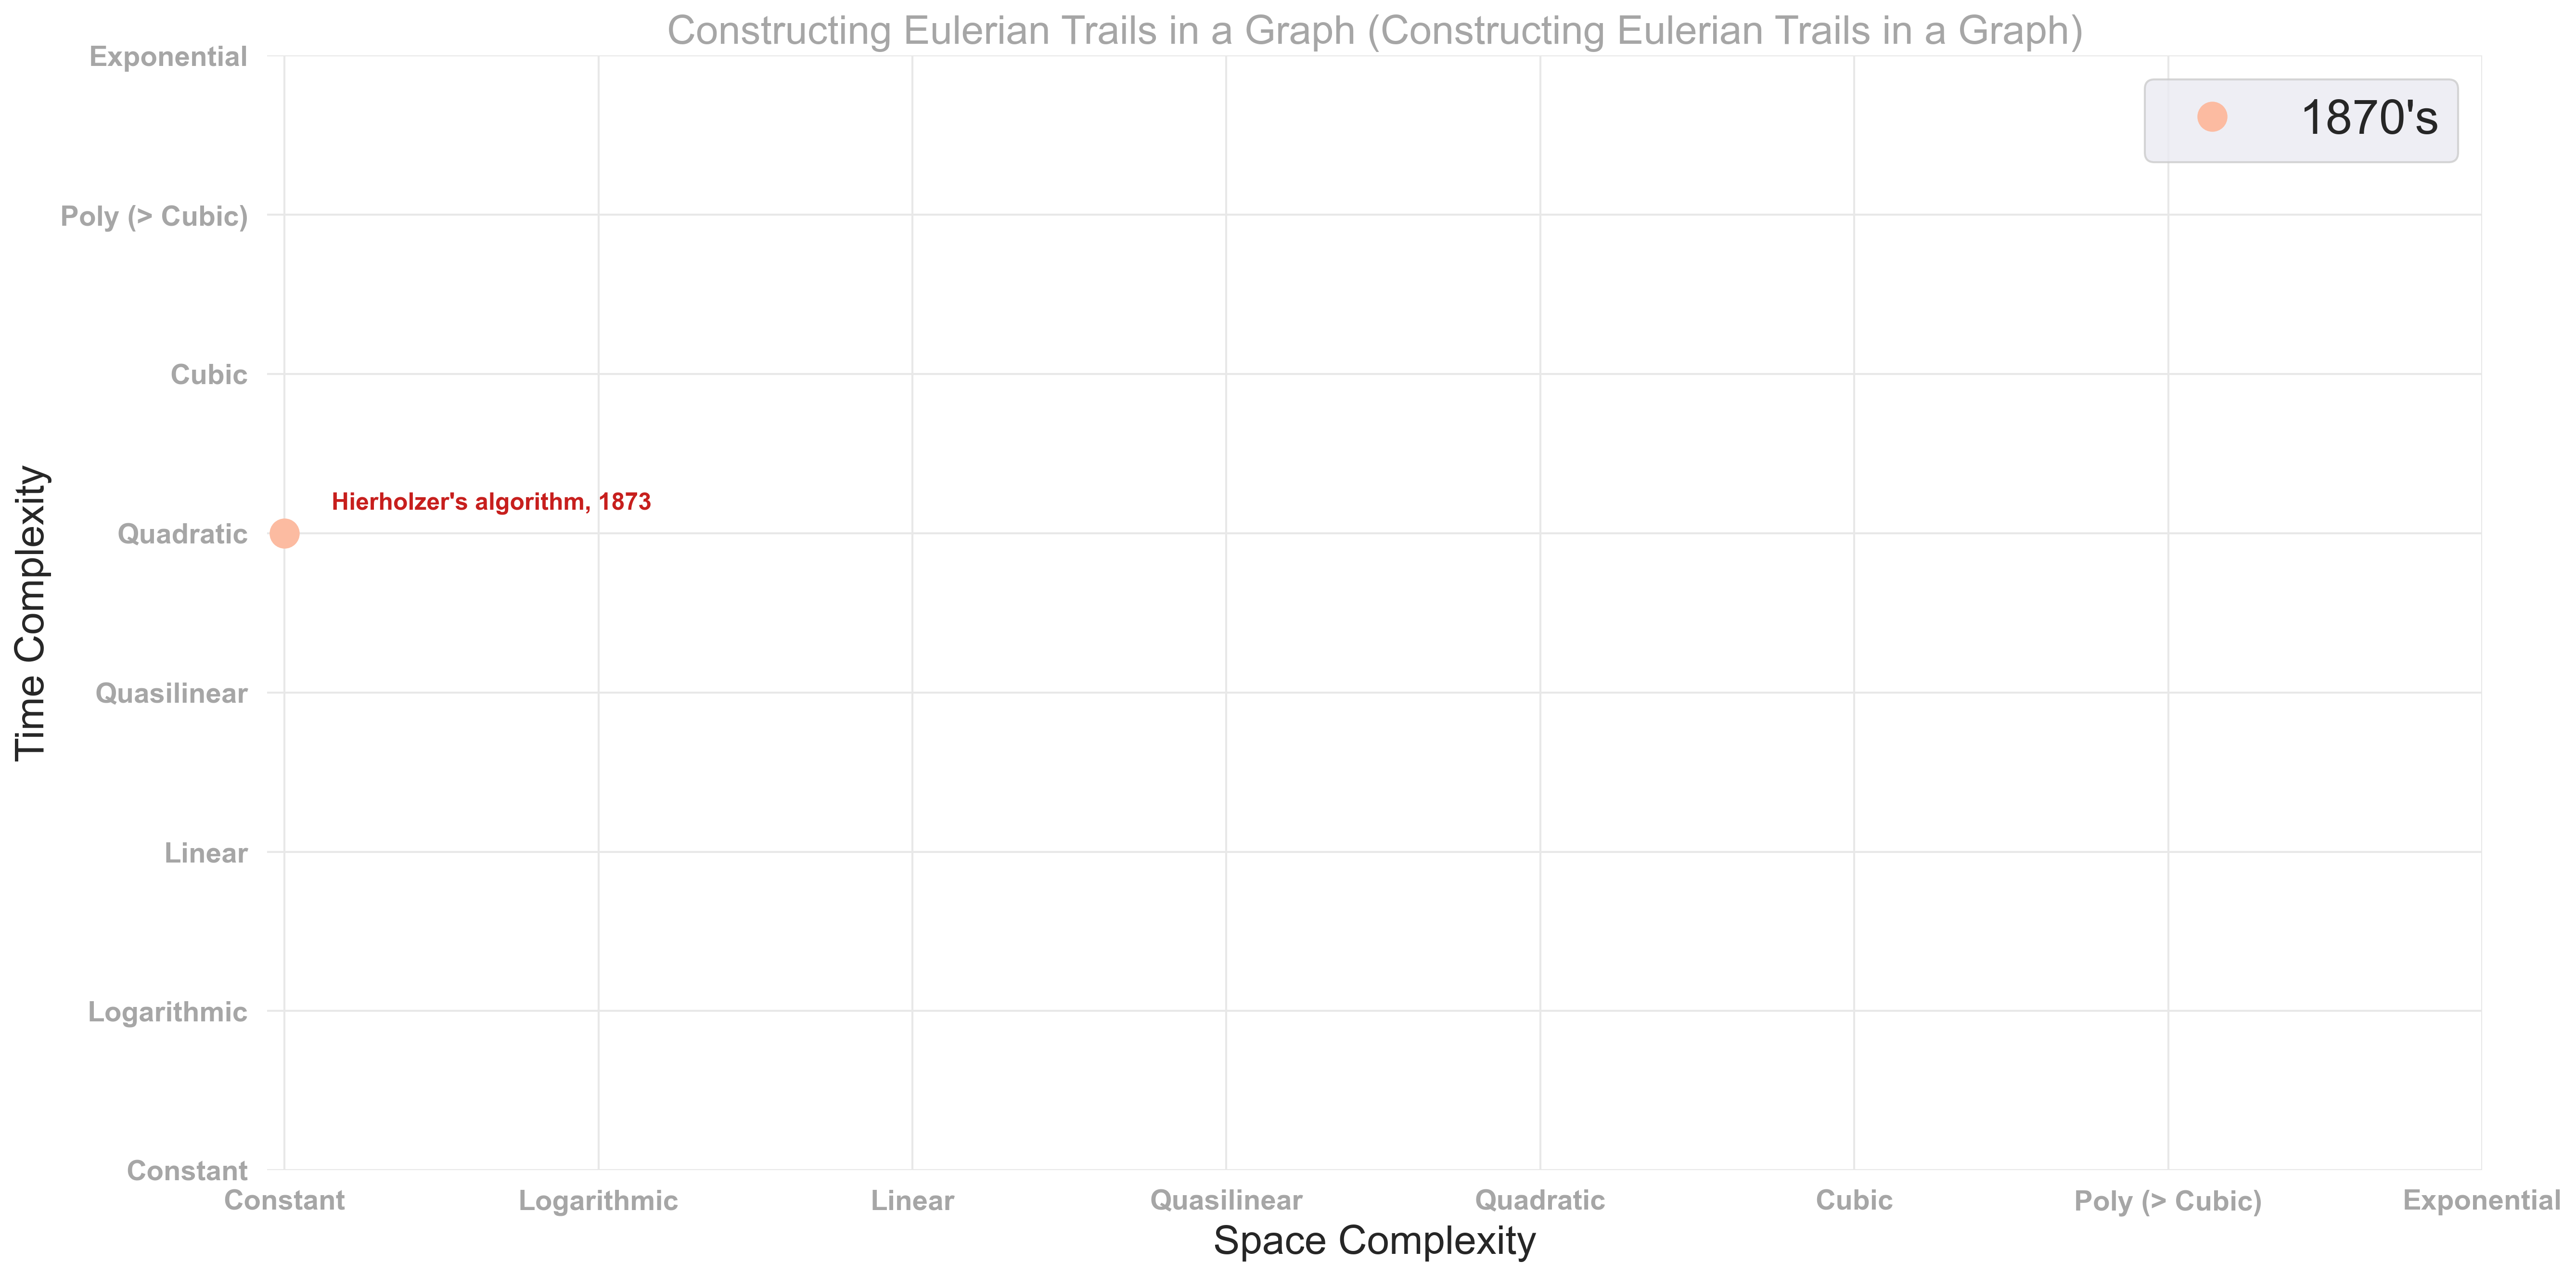 Constructing Eulerian Trails in a Graph (Constructing Eulerian Trails in a Graph)
Exponential
1870's
Poly (> Cubic)
Cubic
Hierholzer's algorithm, 1873
Quadratic
Time Complexity
Quasilinear
Linear
Logarithmic
Constant
Constant Logarithmic Linear Quasilinear Quadratic Cubic Poly (> Cubic) Exponential
Space Complexity